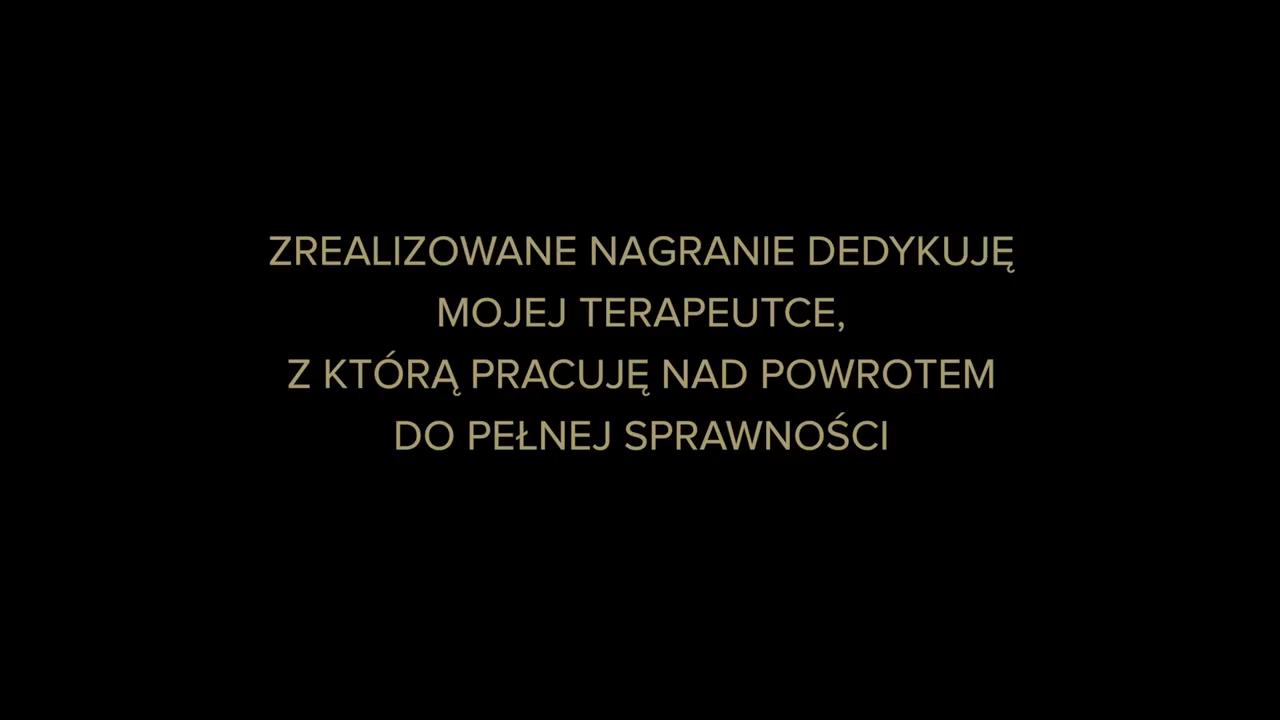 ZREALIZOWANE NAGRANIE DEDYKUJĘ
MOJEJ TERAPEUTCE,
Z KTÓRĄ PRACUJĘ NAD POWROTEM
DO PEŁNEJ SPRAWNOŚCI